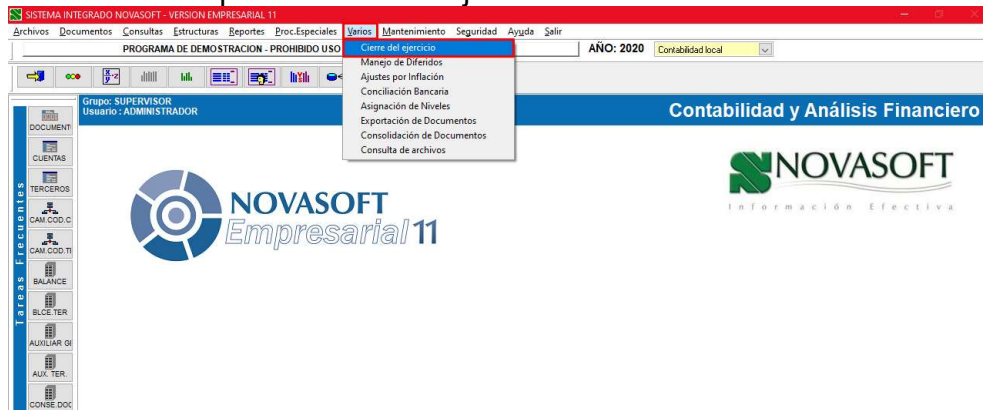 SISTEMA INTEGRADO NOVASOFT - VERSION EMPRESARIAL 11
Archivos Documentos Consultas Estructuras Reportes Proc.Especiales Varios Mantenimiento Seguridad Ayuda Salir
PROGRAMA DE DEMOSTRACION - PROHIBIDO USO
AÑO: 2020
Contabilidad local
Cierre del ejercicio
Manejo de Diferidos
Ajustes por Inflación
Conciliación Bancaria
Asignación de Niveles
Exportación de Documentos
Consolidación de Documentos
Consulta de archivos
Grupo: SUPERVISOR
Usuario : ADMINISTRADOR
Contabilidad y Análisis Financiero
Tareas Frecuentes
DOCUMENT
CUENTAS
TERCEROS
CAM.COD.C
CAM.COD.TI
BALANCE
BLCE.TER
AUXILIAR GI
AUX. TER.
CONSE.DOC
NOVASOFT
Empresarial 11
NOVASOFT
Información Efectiva